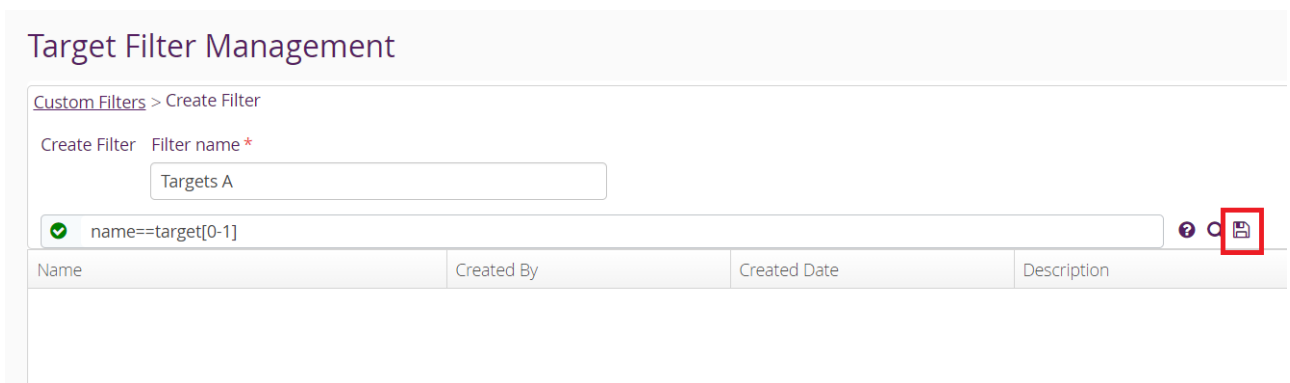 Target Filter Management
Custom Filters > Create Filter
Create Filter Filter name *
Targets A
name==target[0-1]
Name Created By Created Date Description